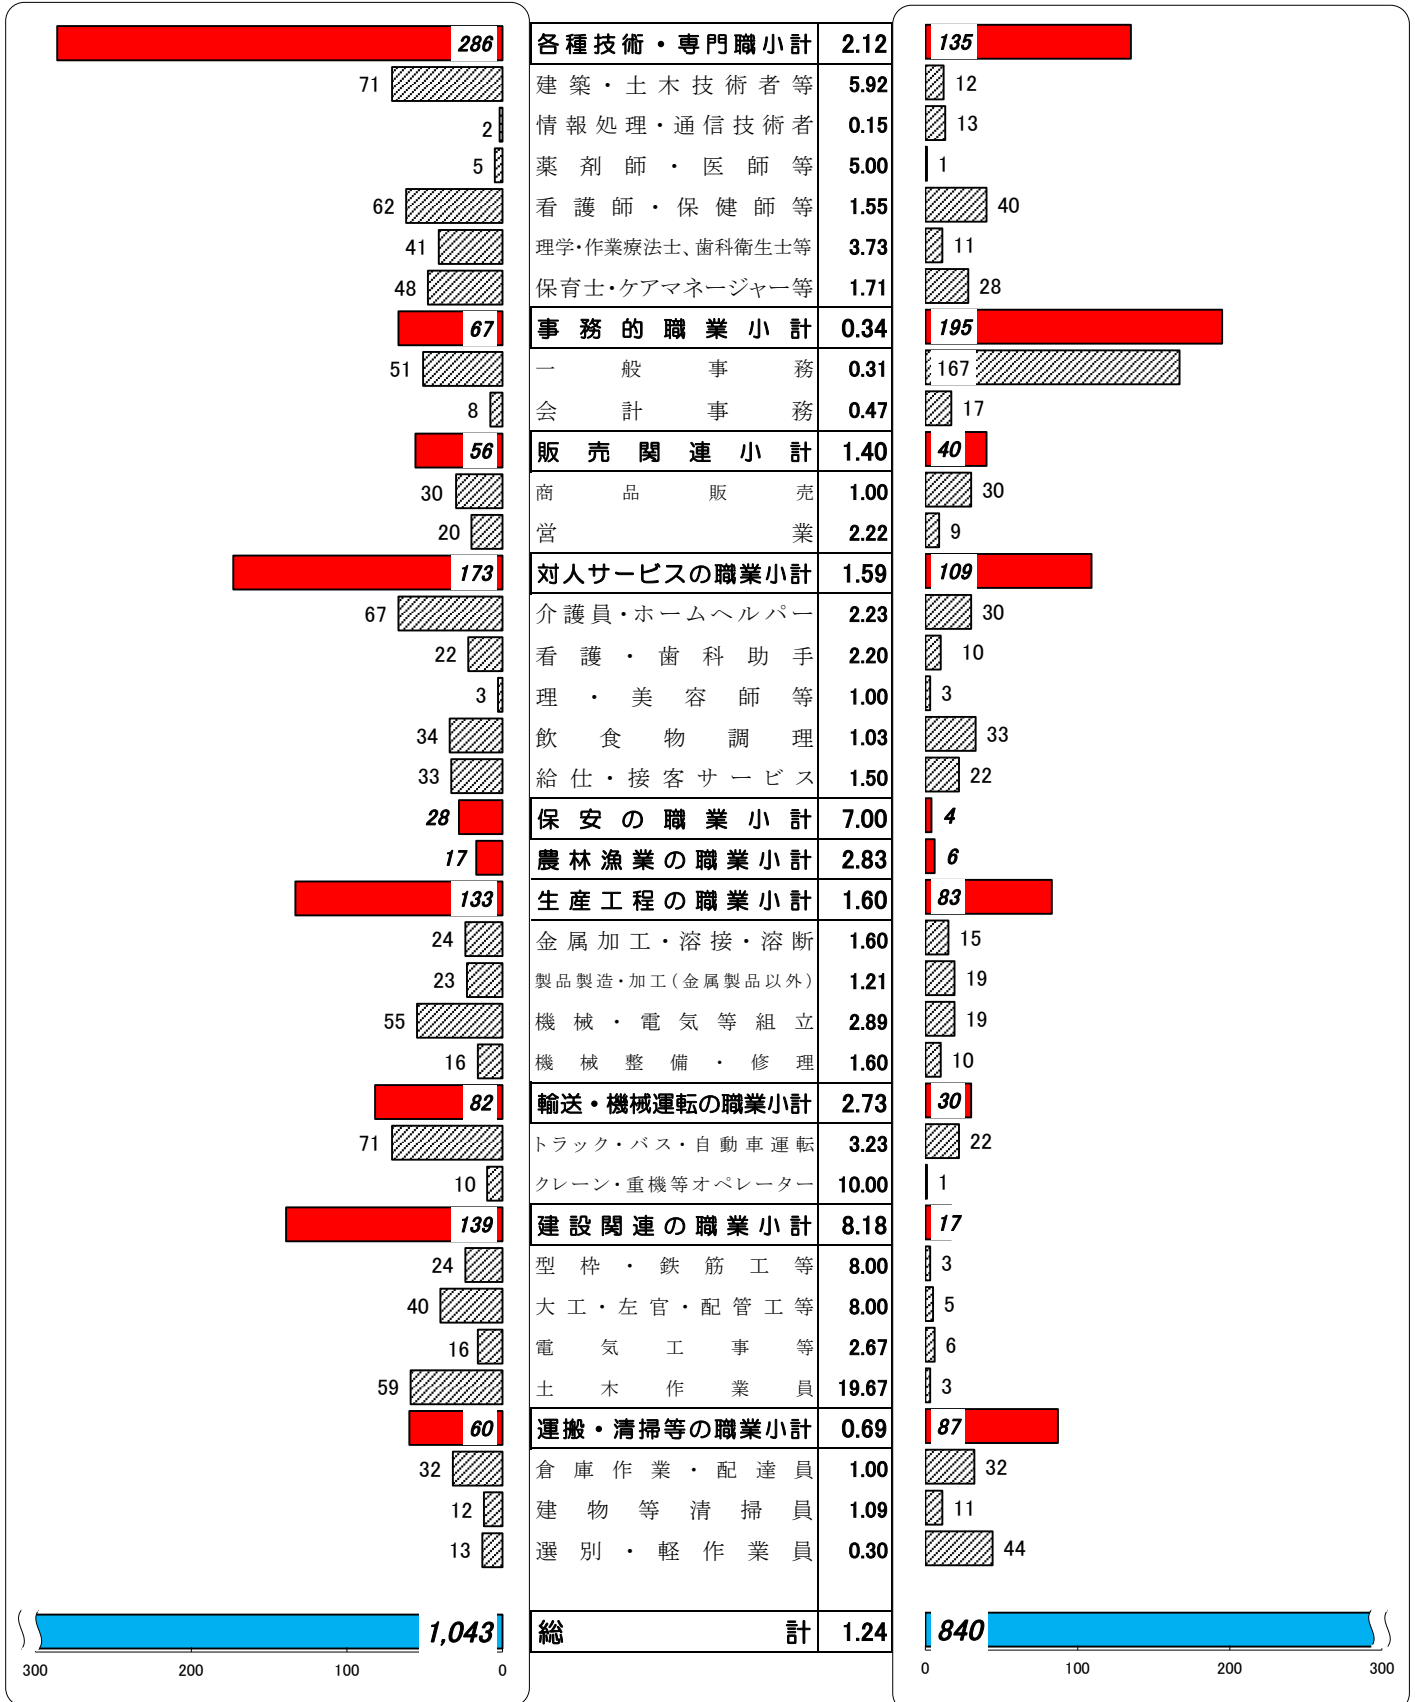 286 各種技術・専門職小計 2.12 135
71 建築・土木技術者等 5.92 12
2 情報処理・通信技術者 0.15 13
5 薬剤師・医師等 5.00 1
62 看護師・保健師等 1.55 40
41 理学・作業療法士、歯科衛生士等 3.73 11
48 保育士・ケアマネージャー等 1.71 28
67 事務的職業小計 0.34 195
51 一般事務 0.31 167
8 会計事務 0.47 17
56 販売関連小計 1.40 40
30 商品販売 1.00 30
20 営業 2.22 9
173 対人サービスの職業小計 1.59 109
67 介護員・ホームヘルパー 2.23 30
22 看護・歯科助手 2.20 10
3 理・美容師等 1.00 3
34 飲食物調理 1.03 33
33 給仕・接客サービス 1.50 22
28 保安の職業小計 7.00 4
17 農林漁業の職業小計 2.83 6
133 生産工程の職業小計 1.60 83
24 金属加工・溶接・溶断 1.60 15
23 製品製造・加工(金属製品以外) 1.21 19
55 機械・電気等組立 2.89 19
16 機械整備・修理 1.60 10
82 輸送・機械運転の職業小計 2.73 30
71 トラック・バス・自動車運転 3.23 22
10 クレーン・重機等オペレーター 10.00 1
139 建設関連の職業小計 8.18 17
24 型枠・鉄筋工等 8.00 3
40 大工・左官・配管工等 8.00 5
16 電気工事等 2.67 6
59 土木作業員 19.67 3
60 運搬・清掃等の職業小計 0.69 87
32 倉庫作業・配達員 1.00 32
12 建物等清掃員 1.09 11
13 選別・軽作業員 0.30 44
1,043 総計 1.24 840
300 200 100 0 0 100 200 300